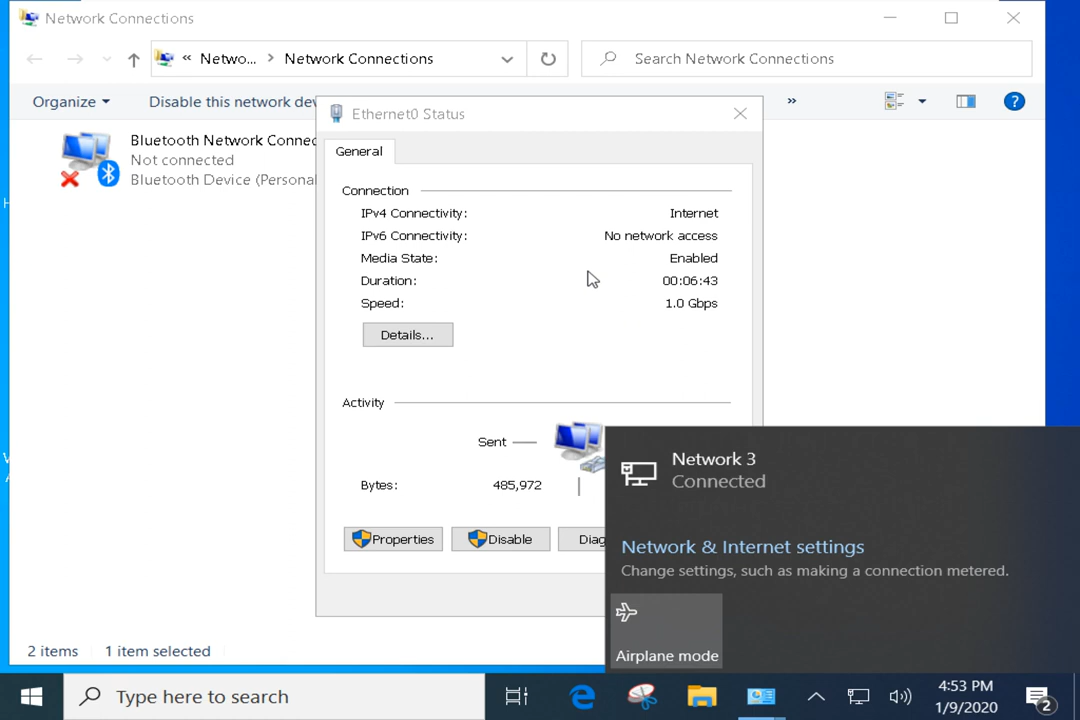 Network Connections
« Netwo... > Network Connections
Search Network Connections
Organize
Disable this network dev
»
?
Bluetooth Network Connec
Not connected
Bluetooth Device (Personal
Ethernet0 Status
General
Connection
IPv4 Connectivity: Internet
IPv6 Connectivity: No network access
Media State: Enabled
Duration: 00:06:43
Speed: 1.0 Gbps
Details...
Activity
Sent
Bytes: 485,972
Properties
Disable
Diag
Network 3
Connected
Network & Internet settings
Change settings, such as making a connection metered.
Airplane mode
2 items 1 item selected
Type here to search
4:53 PM
1/9/2020
2